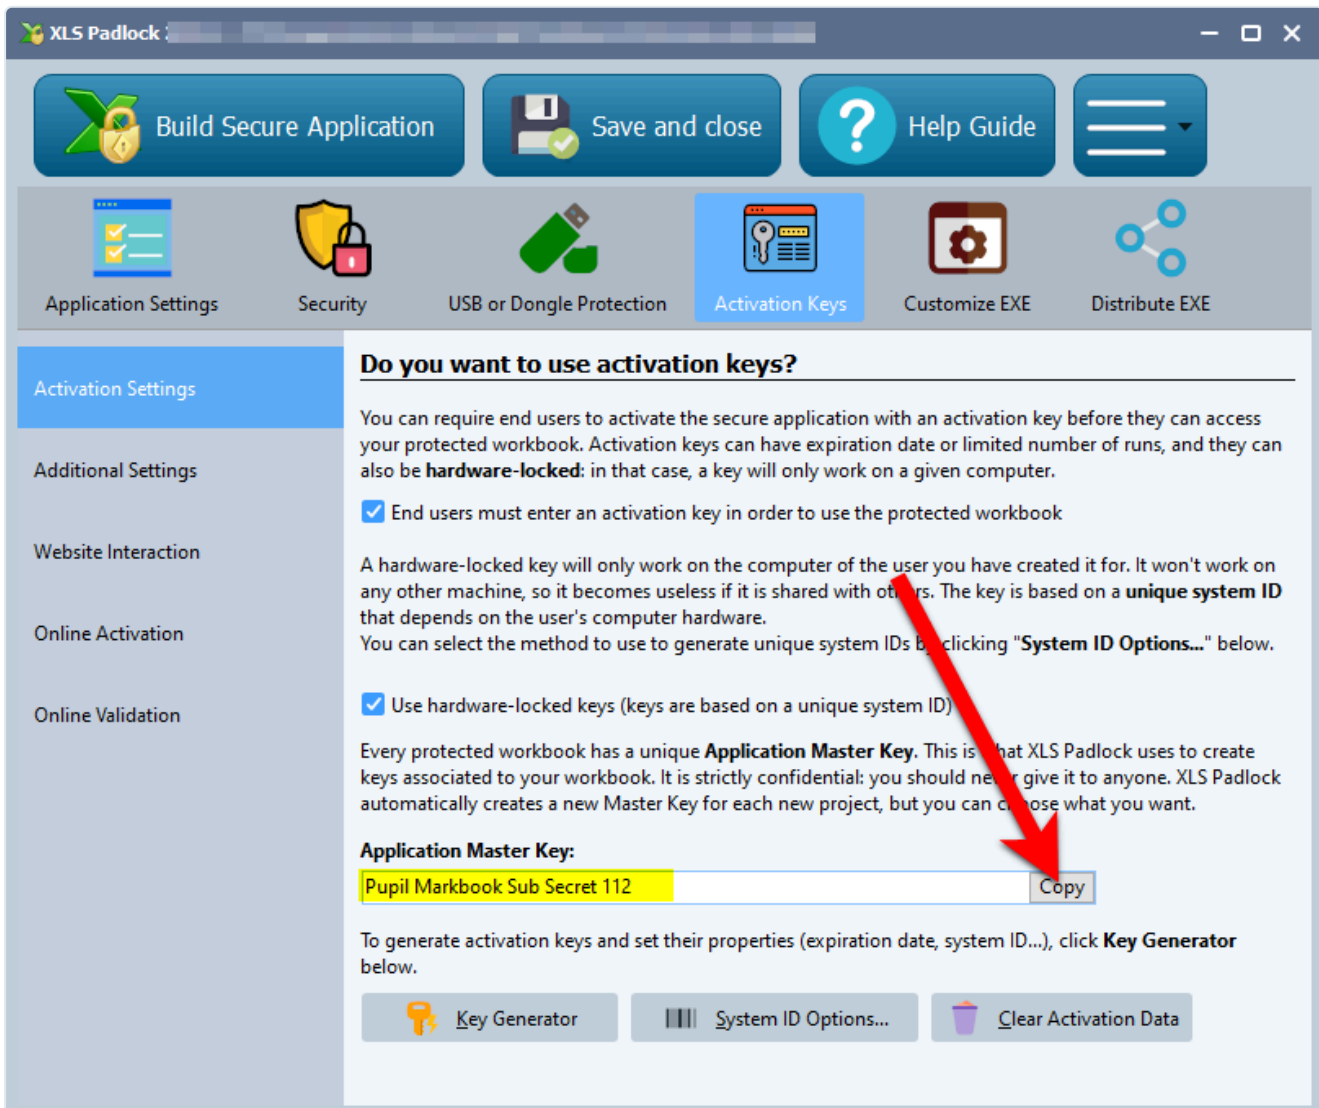 XLS Padlock
Build Secure Application
Save and close
Help Guide
Application Settings
Security
USB or Dongle Protection
Activation Keys
Customize EXE
Distribute EXE
Activation Settings
Additional Settings
Website Interaction
Online Activation
Online Validation
Do you want to use activation keys?
You can require end users to activate the secure application with an activation key before they can access
your protected workbook. Activation keys can have expiration date or limited number of runs, and they can
also be hardware-locked: in that case, a key will only work on a given computer.
End users must enter an activation key in order to use the protected workbook
A hardware-locked key will only work on the computer of the user you have created it for. It won't work on
any other machine, so it becomes useless if it is shared with others. The key is based on a unique system ID
that depends on the user's computer hardware.
You can select the method to use to generate unique system IDs by clicking "System ID Options..." below.
Use hardware-locked keys (keys are based on a unique system ID)
Every protected workbook has a unique Application Master Key. This is what XLS Padlock uses to create
keys associated to your workbook. It is strictly confidential: you should never give it to anyone. XLS Padlock
automatically creates a new Master Key for each new project, but you can choose what you want.
Application Master Key:
Pupil Markbook Sub Secret 112
Copy
To generate activation keys and set their properties (expiration date, system ID...), click Key Generator
below.
Key Generator
System ID Options...
Clear Activation Data